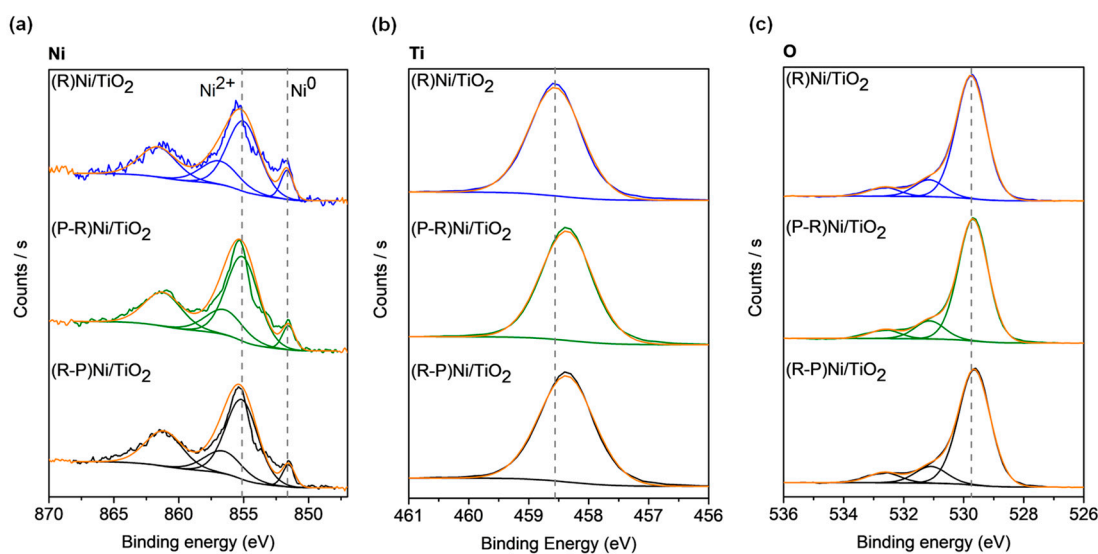 (a)
Ni
(R)Ni/TiO2
Ni2+
Ni0
(P-R)Ni/TiO2
(R-P)Ni/TiO2
Counts / s
870 865 860 855 850
Binding energy (eV)
(b)
Ti
(R)Ni/TiO2
(P-R)Ni/TiO2
(R-P)Ni/TiO2
Counts / s
461 460 459 458 457 456
Binding Energy (eV)
(c)
O
(R)Ni/TiO2
(P-R)Ni/TiO2
(R-P)Ni/TiO2
Counts / s
536 534 532 530 528 526
Binding energy (eV)